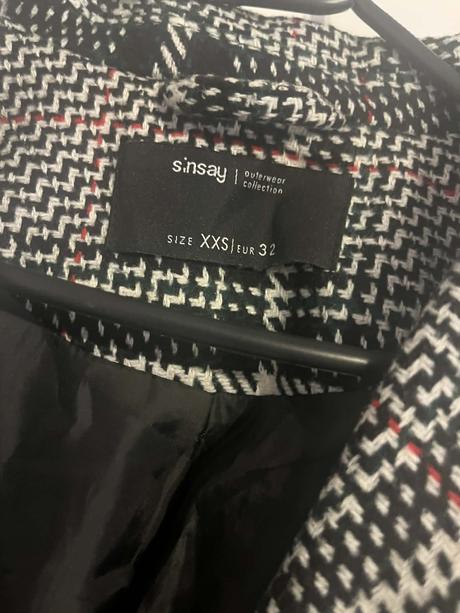 sinsay | outerwear
collection
SIZE XXS|EUR 32